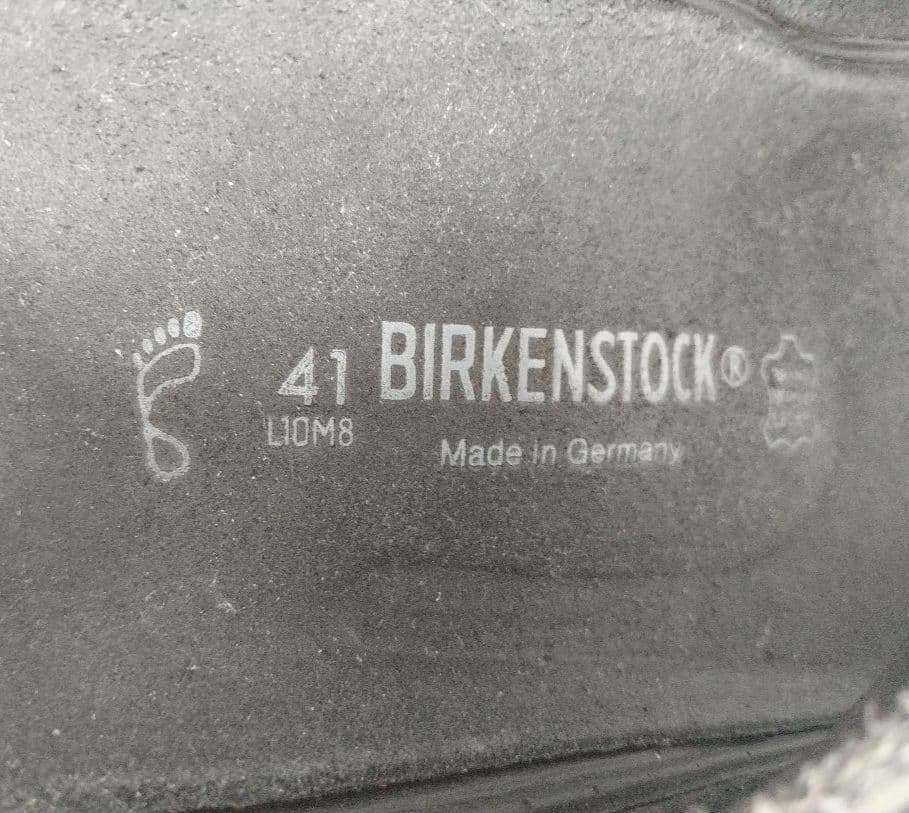 41 BIRKENSTOCK®
L10M8
Made in Germany